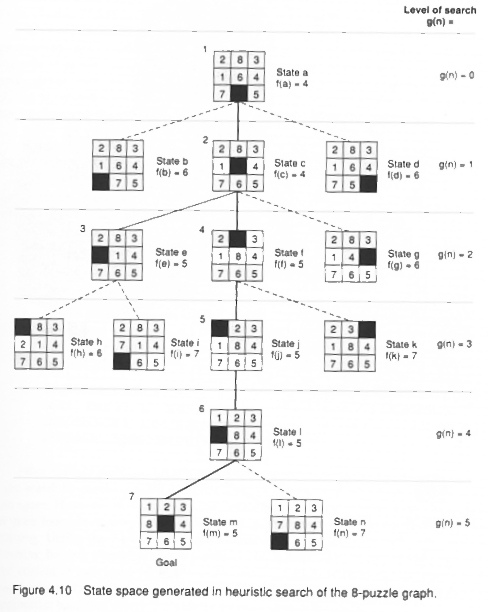 Level of search
g(n) =
1
2 8 3
1 6 4
7 5
State a
f(a) = 4
g(n) = 0
2 8 3
1 6 4
7 5
State b
f(b) = 6
2
2 8 3
1 4
7 6 5
State c
f(c) = 4
2 8 3
1 6 4
7 5
State d
f(d) = 6
g(n) = 1
3
2 8 3
1 4
7 6 5
State e
f(e) = 5
4
2 3
1 8 4
7 6 5
State f
f(f) = 5
2 8 3
1 4
7 6 5
State g
f(g) = 6
g(n) = 2
8 3
2 1 4
7 6 5
State h
f(h) = 6
2 8 3
7 1 4
6 5
State i
f(i) = 7
5
2 3
1 8 4
7 6 5
State j
f(j) = 5
2 3
1 8 4
7 6 5
State k
f(k) = 7
g(n) = 3
6
1 2 3
8 4
7 6 5
State l
f(l) = 5
g(n) = 4
7
1 2 3
8 4
7 6 5
State m
f(m) = 5
Goal
1 2 3
7 8 4
6 5
State n
f(n) = 7
g(n) = 5
Figure 4.10 State space generated in heuristic search of the 8-puzzle graph.